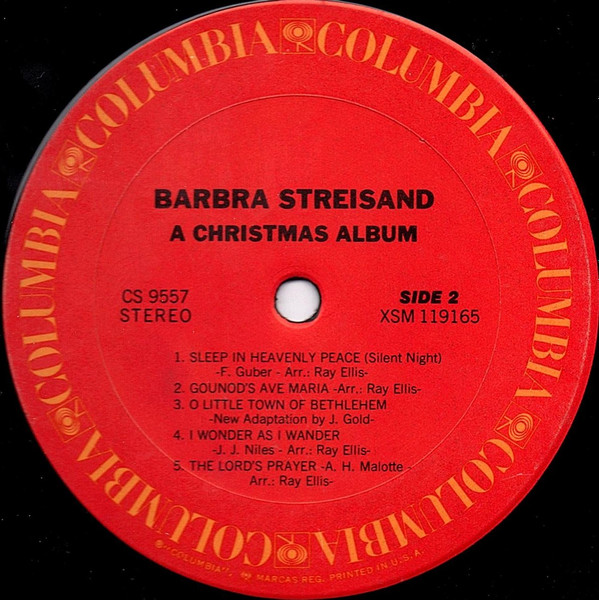 COLUMBIA COLUMBIA COLUMBIA COLUMBIA COLUMBIA COLUMBIA
BARBRA STREISAND
A CHRISTMAS ALBUM
CS 9557
STEREO
SIDE 2
XSM 119165
1. SLEEP IN HEAVENLY PEACE (Silent Night)
-F. Guber - Arr.: Ray Ellis-
2. GOUNOD'S AVE MARIA -Arr.: Ray Ellis-
3. O LITTLE TOWN OF BETHLEHEM
-New Adaptation by J. Gold-
4. I WONDER AS I WANDER
-J. J. Niles - Arr.: Ray Ellis-
5. THE LORD'S PRAYER -A. H. Malotte -
Arr.: Ray Ellis-
® "COLUMBIA", MARCAS REG. PRINTED IN U.S.A.